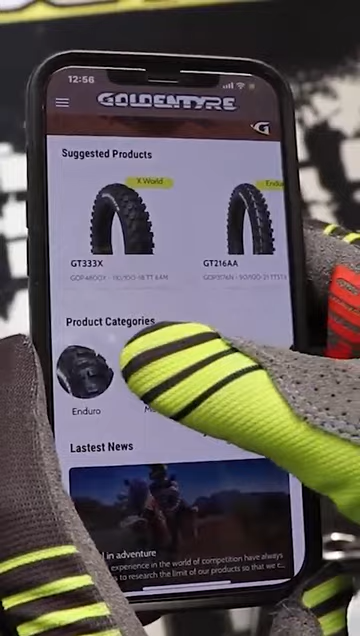 12:56
GOLDENTYRE
G
Suggested Products
X World
GT333X
GT216AA
Product Categories
Enduro
Lastest News
l in adventure
experience in the world of competition have always
to research the limit of our products so that we c...